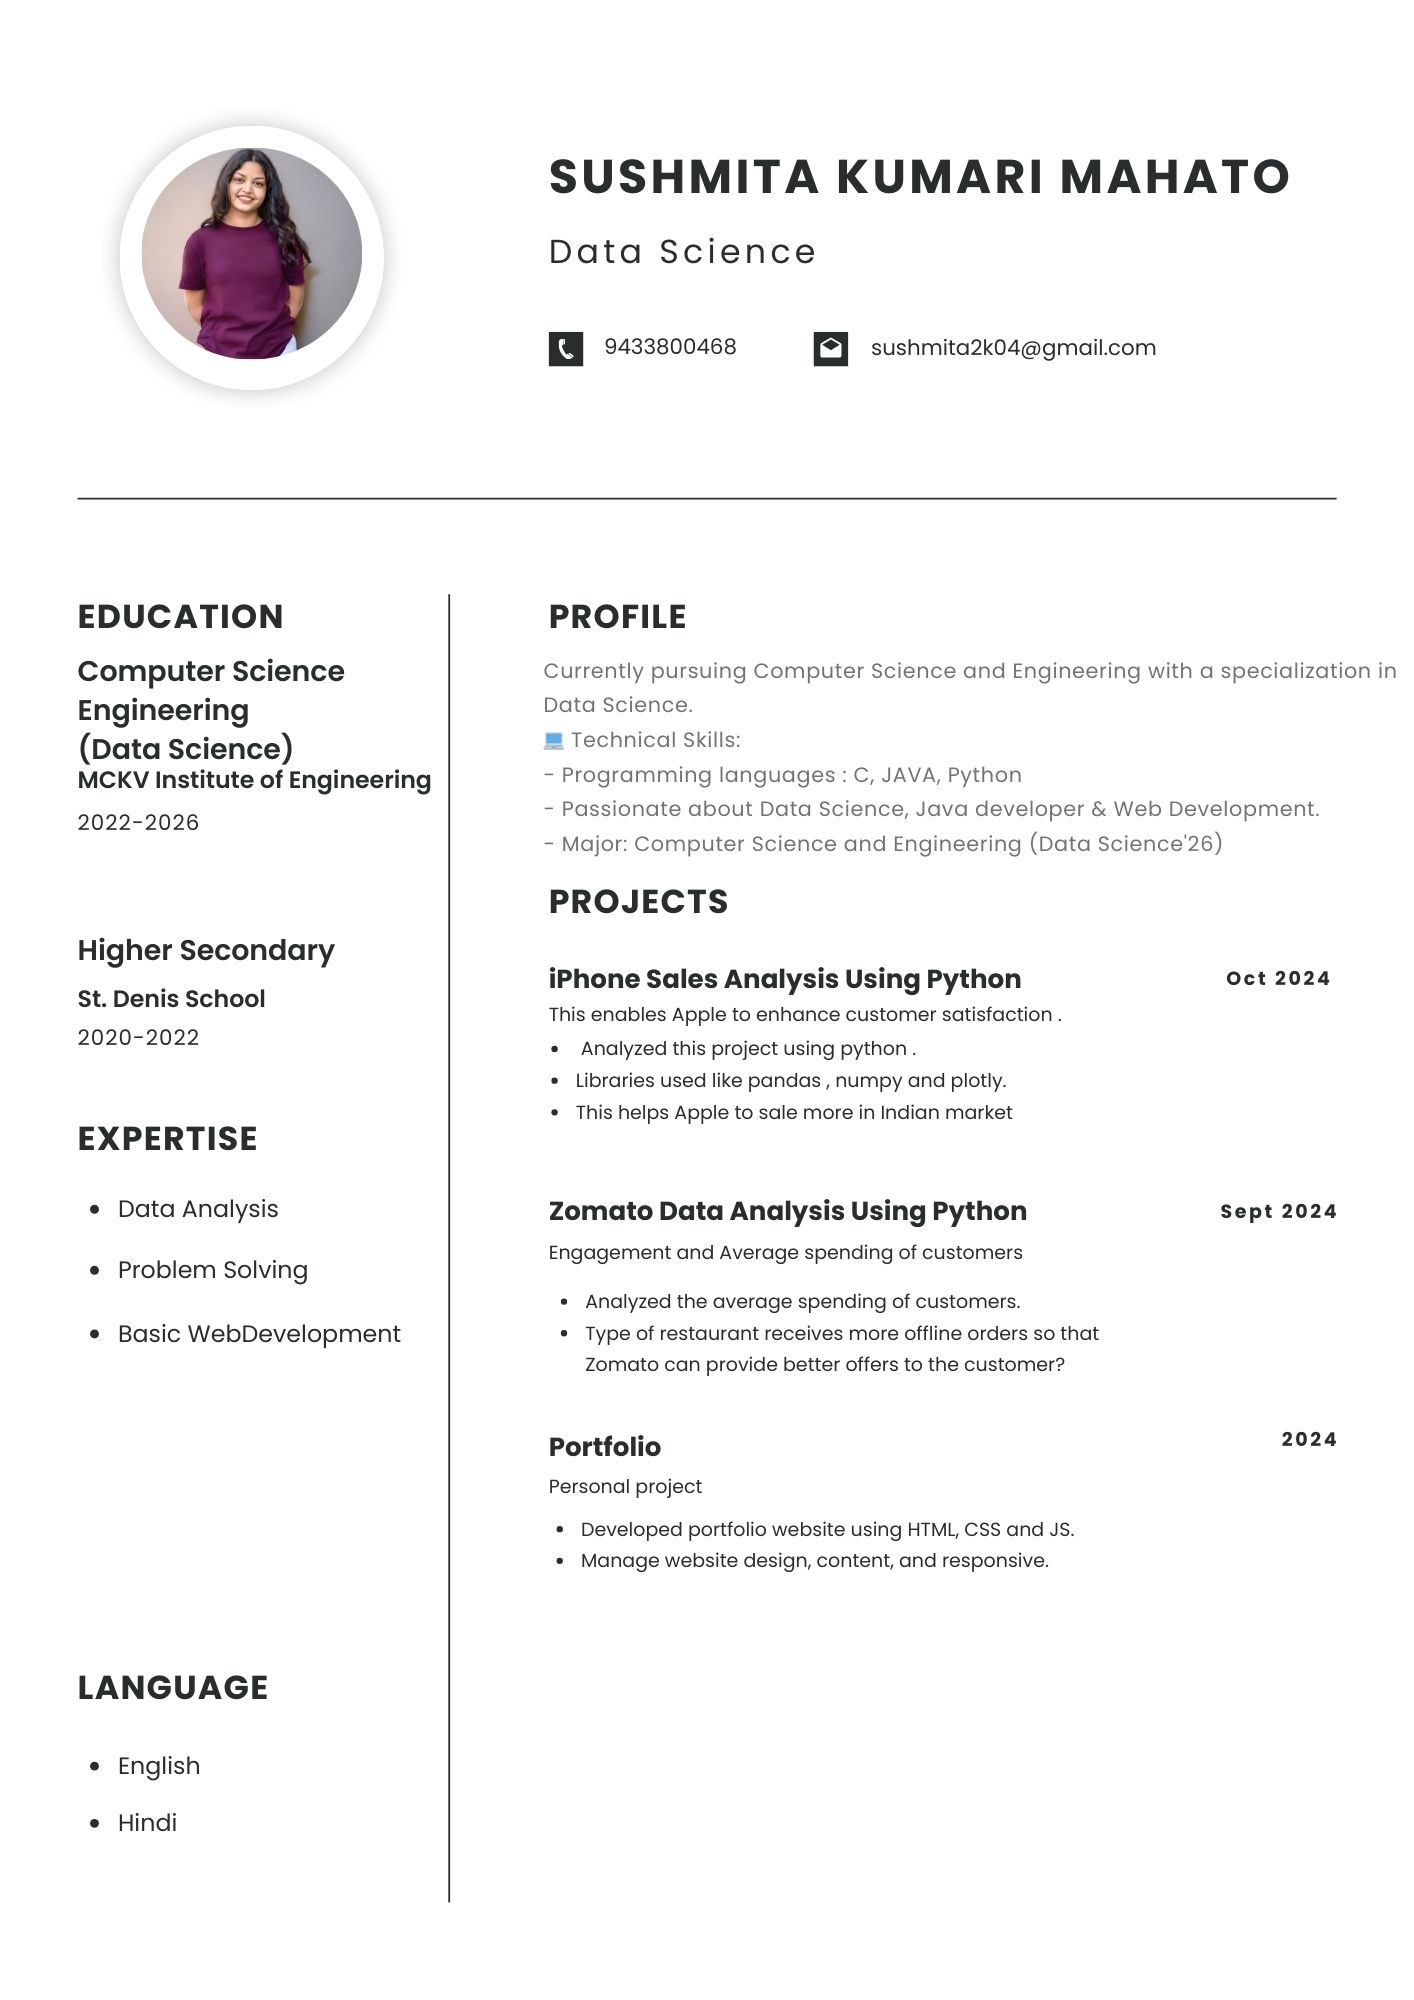 SUSHMITA KUMARI MAHATO
Data Science
9433800468
sushmita2k04@gmail.com
EDUCATION
Computer Science
Engineering
(Data Science)
MCKV Institute of Engineering
2022-2026
Higher Secondary
St. Denis School
2020-2022
EXPERTISE
• Data Analysis
• Problem Solving
• Basic WebDevelopment
LANGUAGE
• English
• Hindi
PROFILE
Currently pursuing Computer Science and Engineering with a specialization in
Data Science.
💻 Technical Skills:
- Programming languages : C, JAVA, Python
- Passionate about Data Science, Java developer & Web Development.
- Major: Computer Science and Engineering (Data Science'26)
PROJECTS
iPhone Sales Analysis Using Python
Oct 2024
This enables Apple to enhance customer satisfaction .
• Analyzed this project using python .
• Libraries used like pandas , numpy and plotly.
• This helps Apple to sale more in Indian market
Zomato Data Analysis Using Python
Sept 2024
Engagement and Average spending of customers
• Analyzed the average spending of customers.
• Type of restaurant receives more offline orders so that
Zomato can provide better offers to the customer?
Portfolio
2024
Personal project
• Developed portfolio website using HTML, CSS and JS.
• Manage website design, content, and responsive.